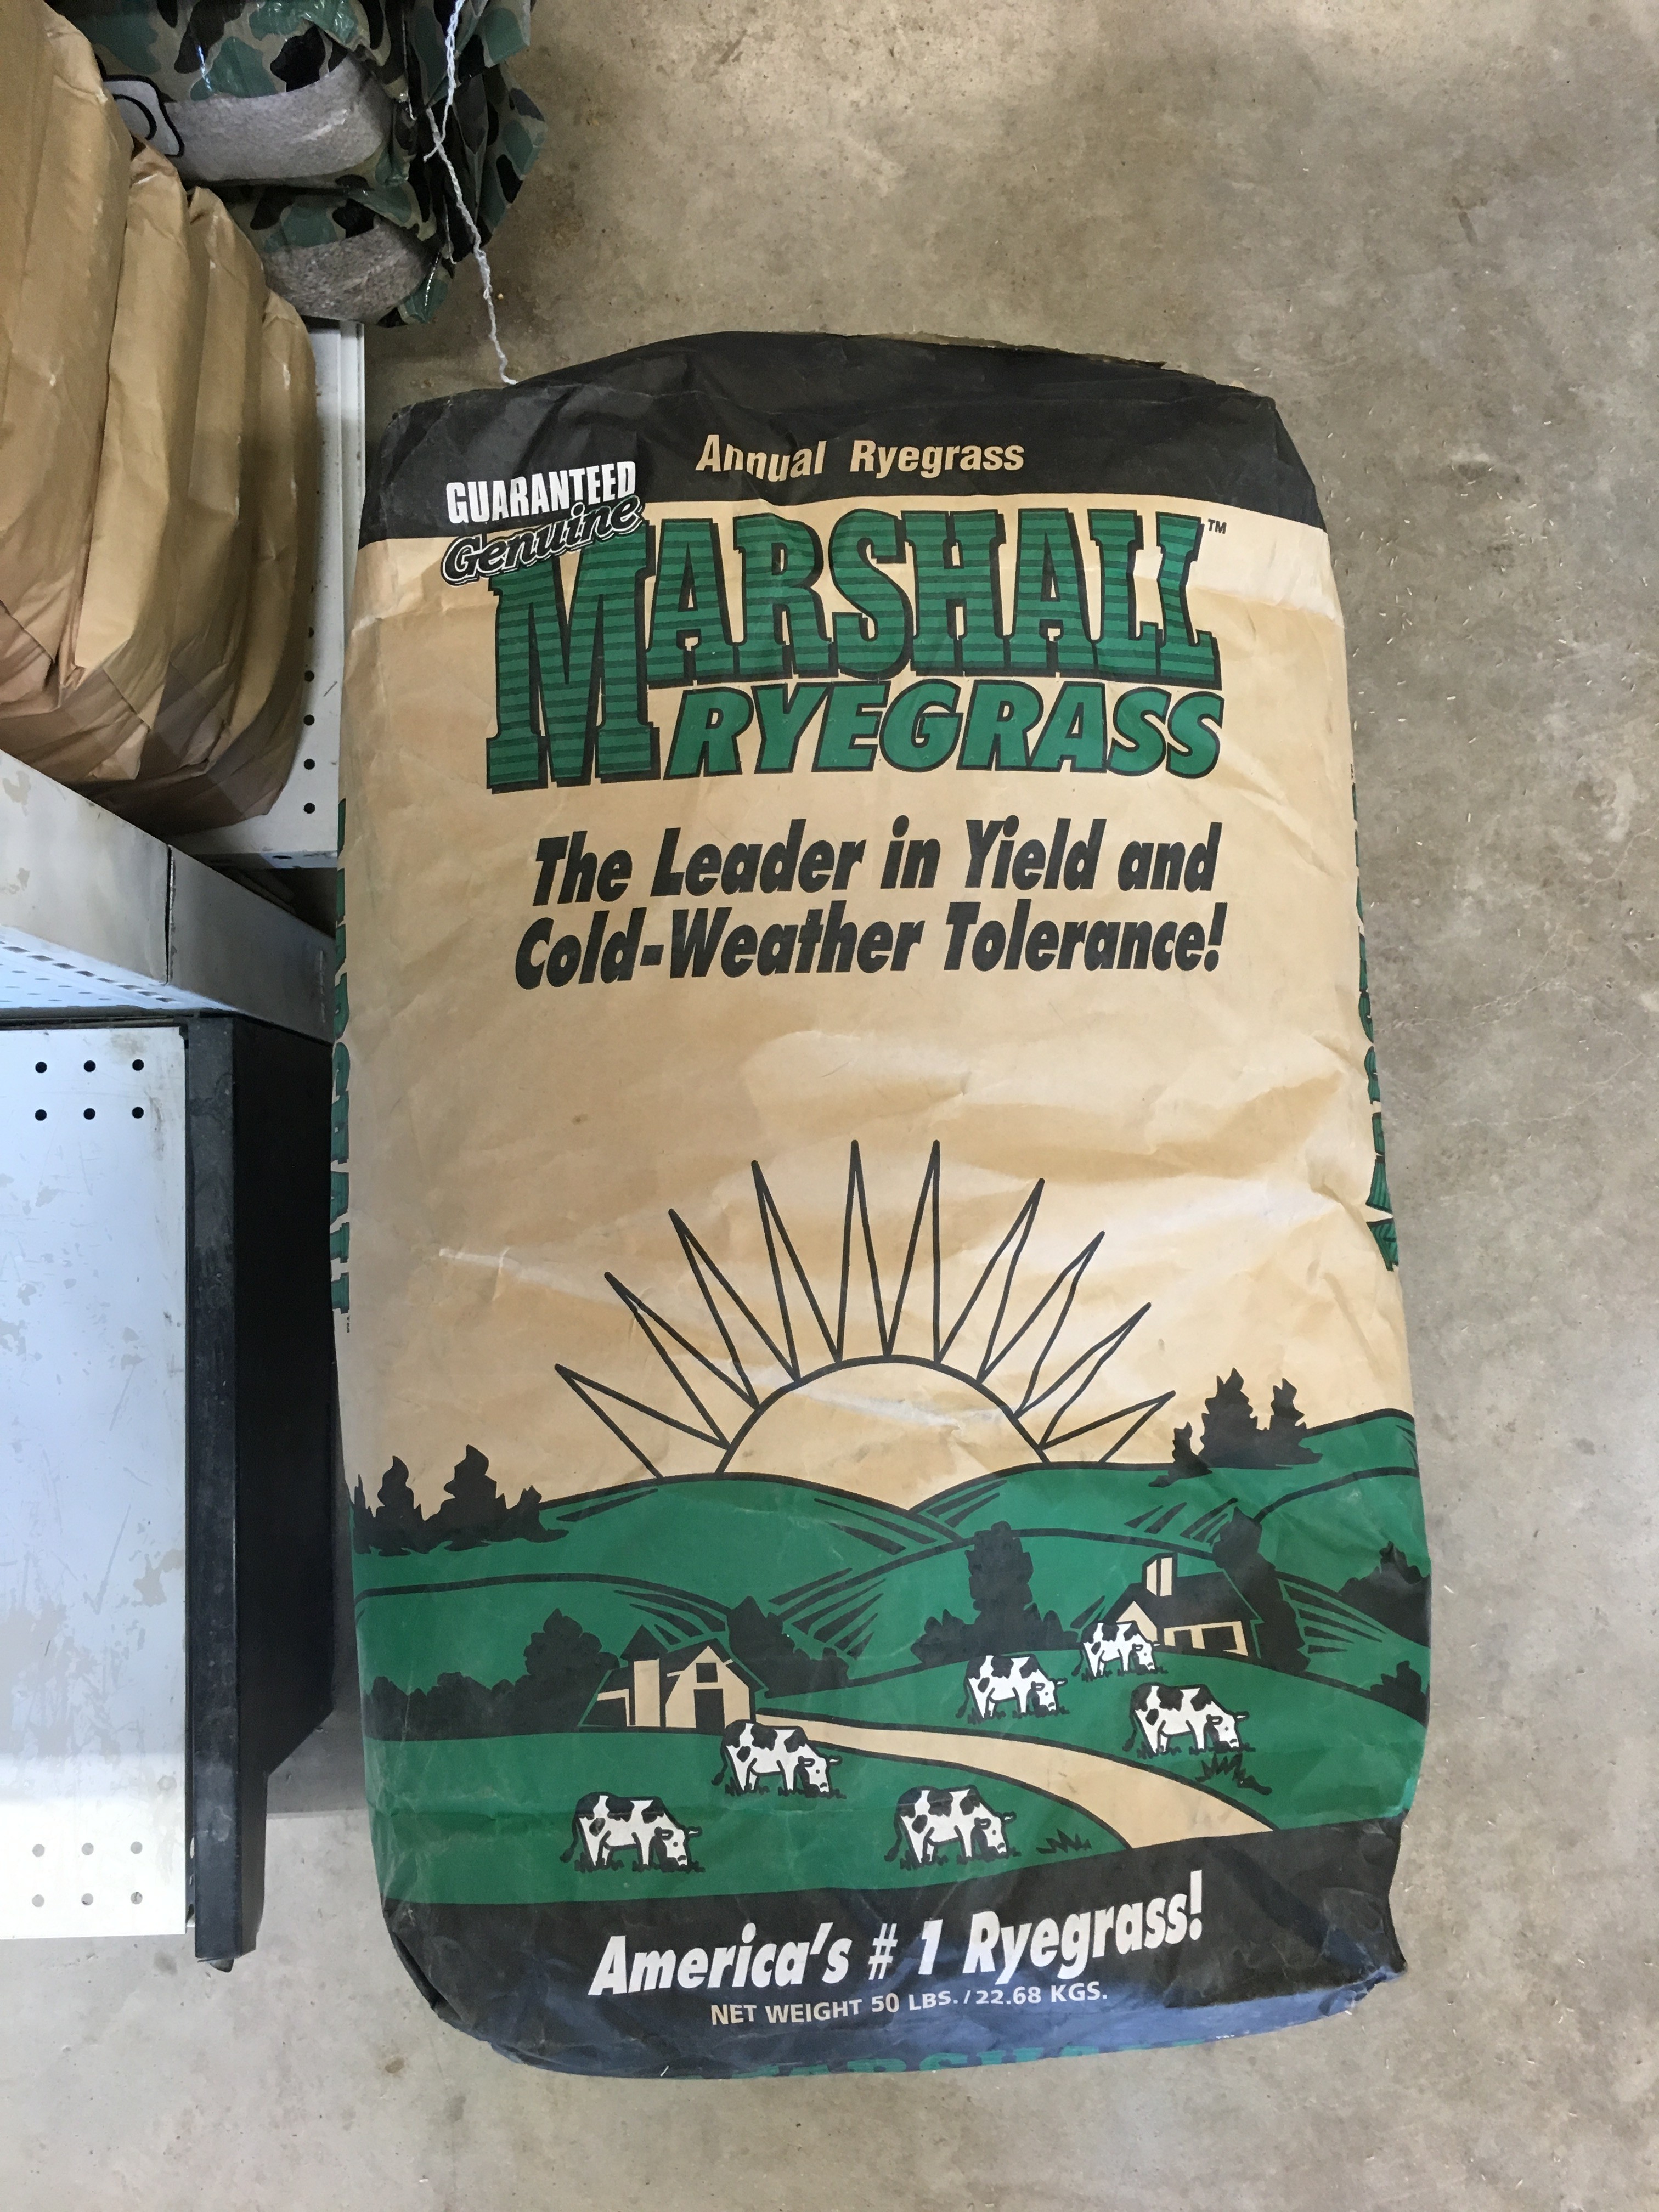 Annual Ryegrass
GUARANTEED
Genuine
MARSHALL™
RYEGRASS
The Leader in Yield and
Cold-Weather Tolerance!
America's # 1 Ryegrass!
NET WEIGHT 50 LBS. / 22.68 KGS.